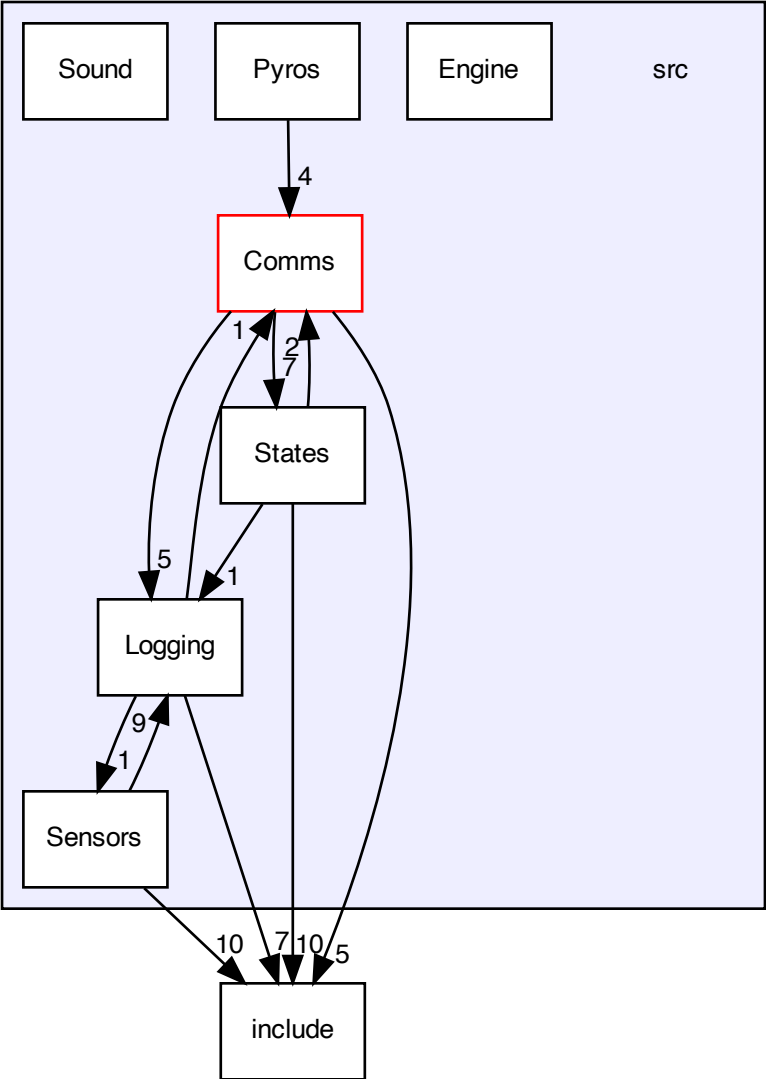 Sound
Pyros
Engine
src
4
Comms
1
2
7
States
5
1
Logging
9
1
Sensors
10
7
10
5
include